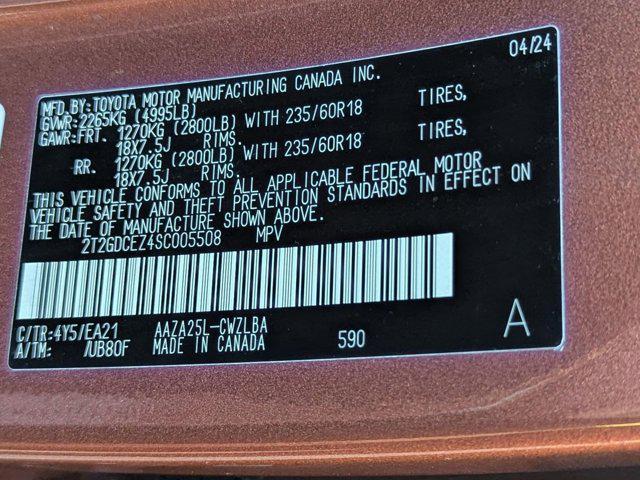 04/24
MFD.BY:TOYOTA MOTOR MANUFACTURING CANADA INC.
GVWR:2265KG (4995LB)
GAWR:FRT. 1270KG (2800LB) WITH 235/60R18 TIRES,
18X7.5J RIMS.
RR. 1270KG (2800LB) WITH 235/60R18 TIRES,
18X7.5J RIMS.
THIS VEHICLE CONFORMS TO ALL APPLICABLE FEDERAL MOTOR
VEHICLE SAFETY AND THEFT PREVENTION STANDARDS IN EFFECT ON
THE DATE OF MANUFACTURE SHOWN ABOVE.
2T2GDCEZ4SC005508 MPV
C/TR:4Y5/EA21 AAZA25L-CWZLBA
A/TM: /UB80F MADE IN CANADA 590 A